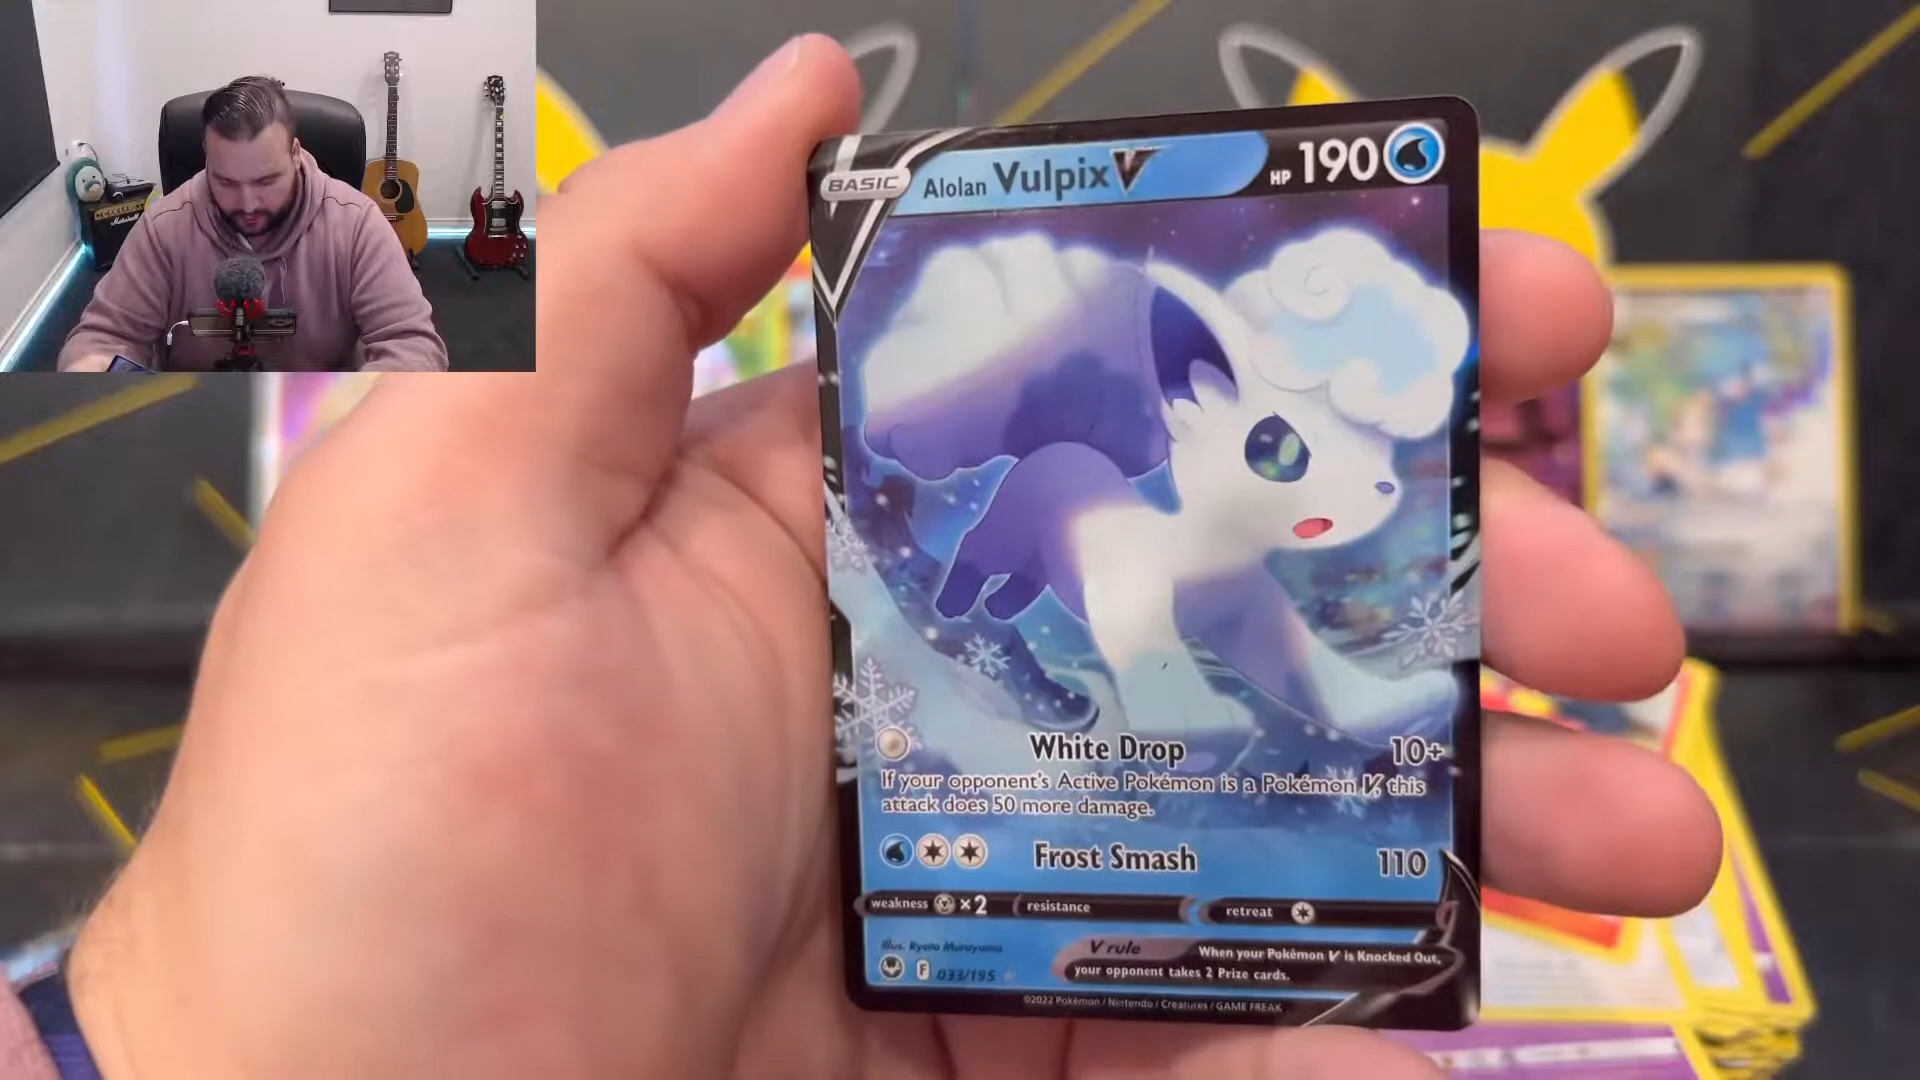 Marshall
BASIC Alolan Vulpix V HP 190
White Drop 10+
If your opponent's Active Pokémon is a Pokémon V, this
attack does 50 more damage.
Frost Smash 110
weakness ×2 resistance retreat
Illus. Ryota Murayama
V rule When your Pokémon V is Knocked Out,
your opponent takes 2 Prize cards.
F 033/195
©2022 Pokémon / Nintendo / Creatures / GAME FREAK